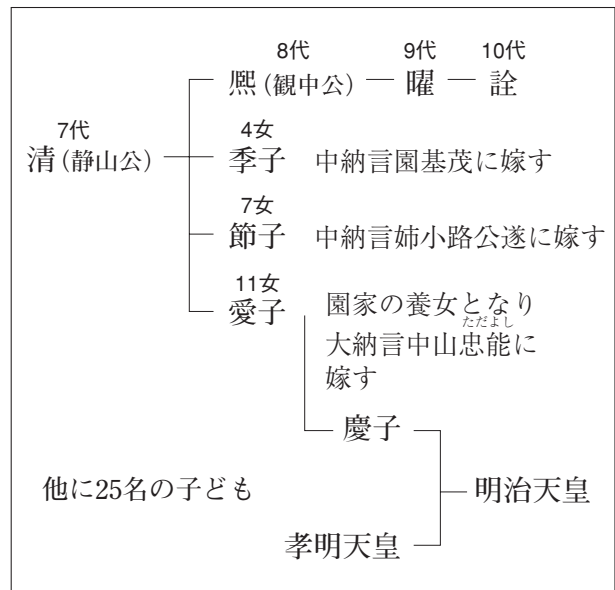 8代 9代 10代
熈(観中公) 曜 詮
7代 4女
清(静山公) 季子 中納言園基茂に嫁す
7女
節子 中納言姉小路公遂に嫁す
11女
愛子 園家の養女となり
ただよし
大納言中山忠能に
嫁す
慶子
他に25名の子ども 明治天皇
孝明天皇